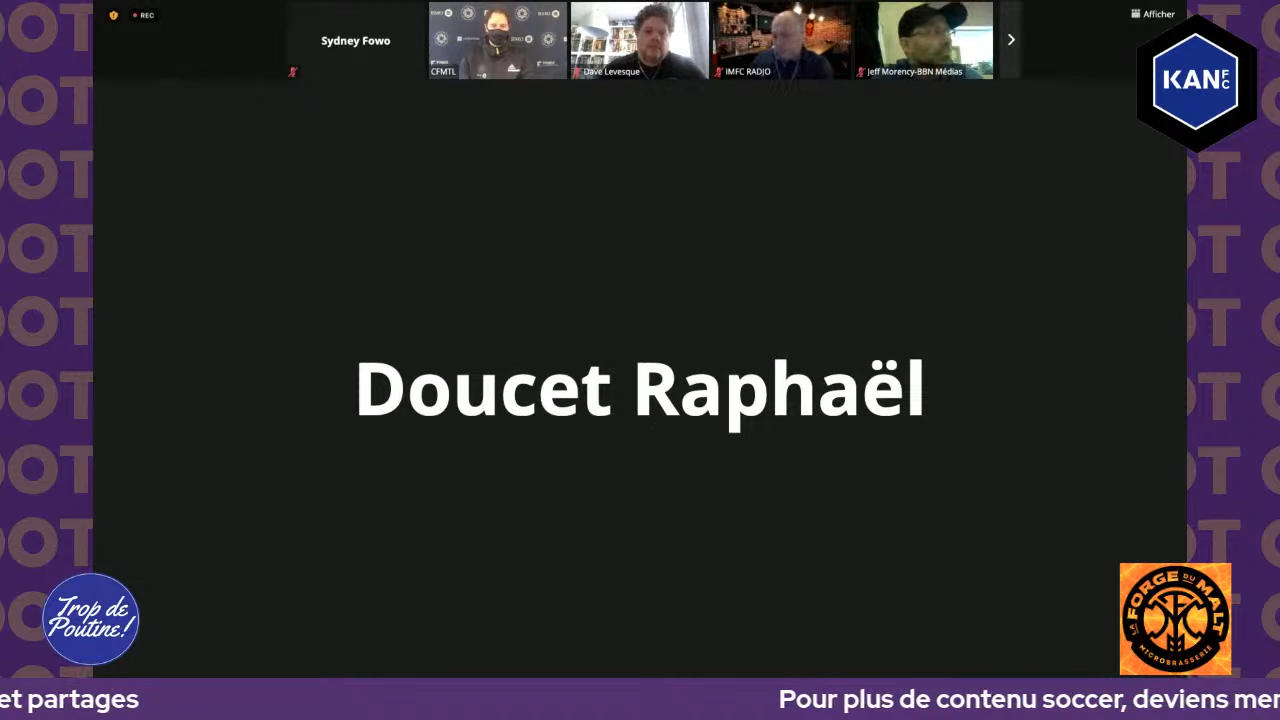 REC
Sydney Fowo
CFMTL
Dave Levesque
IMFC RADIO
Jeff Morency-BBN Médias
Afficher
KAN FC
Doucet Raphaël
Trop de
Poutine!
LA FORGE DU MALT
MICROBRASSERIE
et partages
Pour plus de contenu soccer, deviens mer